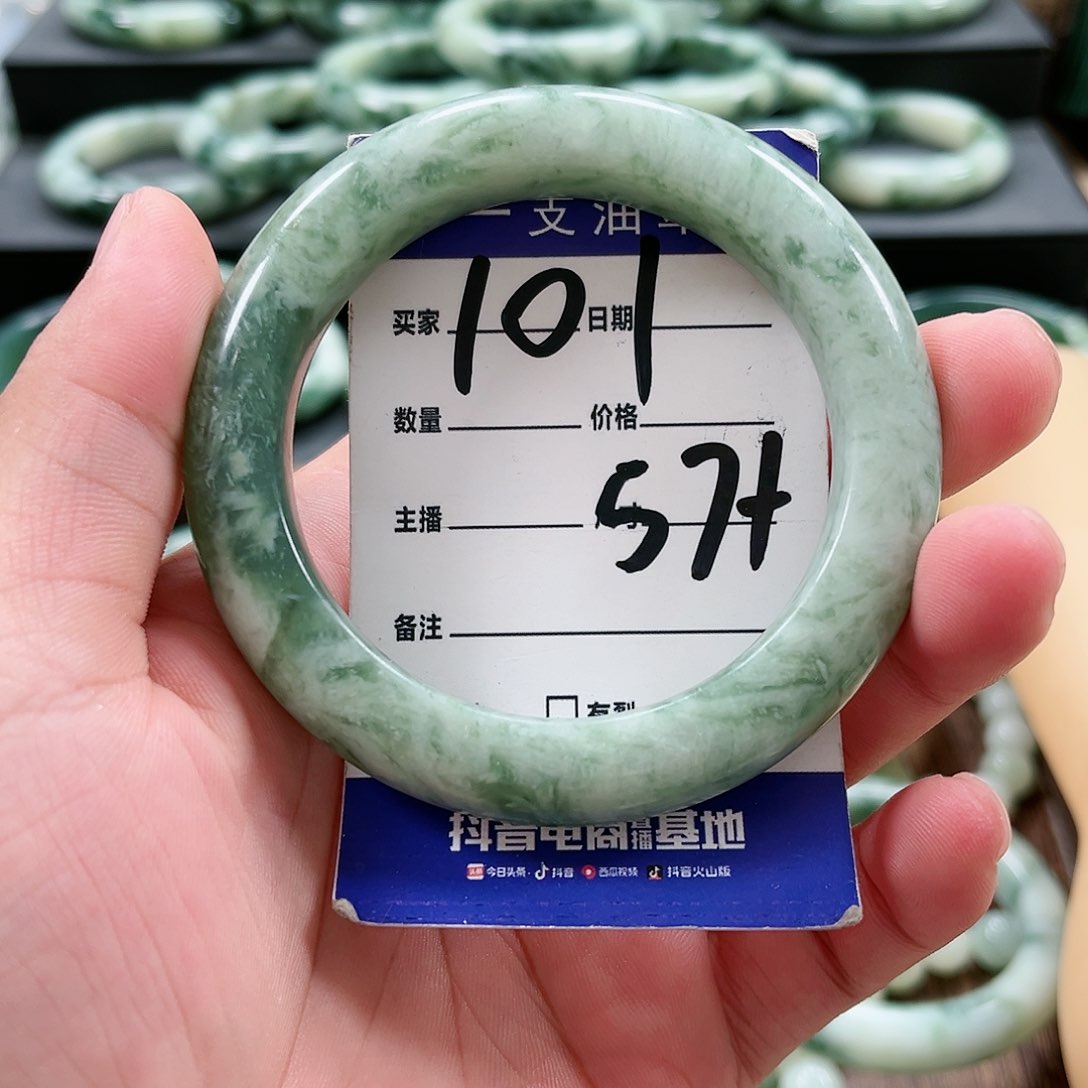 一支油
买家 101 日期
数量 价格
主播 57H
备注
抖音电商直播基地
今日头条 抖音 西瓜视频 抖音火山版